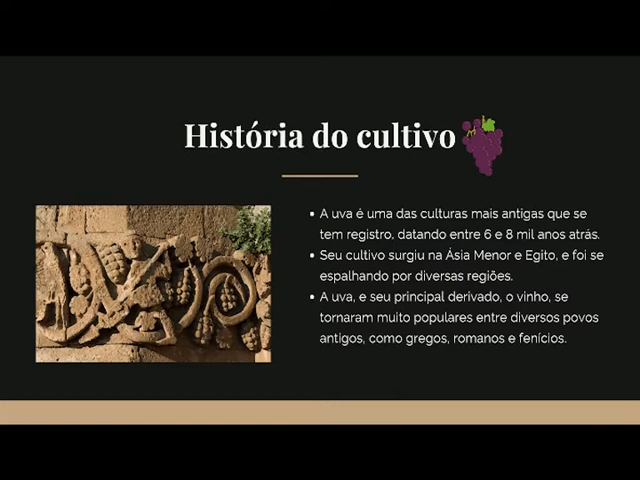 História do cultivo
• A uva é uma das culturas mais antigas que se
tem registro, datando entre 6 e 8 mil anos atrás.
• Seu cultivo surgiu na Ásia Menor e Egito, e foi se
espalhando por diversas regiões.
• A uva, e seu principal derivado, o vinho, se
tornaram muito populares entre diversos povos
antigos, como gregos, romanos e fenícios.